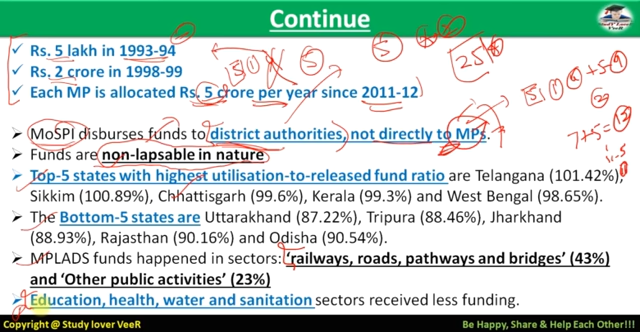 Continue
Rs. 5 lakh in 1993-94
Rs. 2 crore in 1998-99
Each MP is allocated Rs. 5 crore per year since 2011-12
MoSPI disburses funds to district authorities, not directly to MPs.
Funds are non-lapsable in nature
Top-5 states with highest utilisation-to-released fund ratio are Telangana (101.42%),
Sikkim (100.89%), Chhattisgarh (99.6%), Kerala (99.3%) and West Bengal (98.65%).
The Bottom-5 states are Uttarakhand (87.22%), Tripura (88.46%), Jharkhand
(88.93%), Rajasthan (90.16%) and Odisha (90.54%).
MPLADS funds happened in sectors: ‘railways, roads, pathways and bridges’ (43%)
and ‘Other public activities’ (23%)
Education, health, water and sanitation sectors received less funding.
5
25
5
7+5=12
Copyright @ Study lover VeeR
Be Happy, Share & Help Each Other!!!